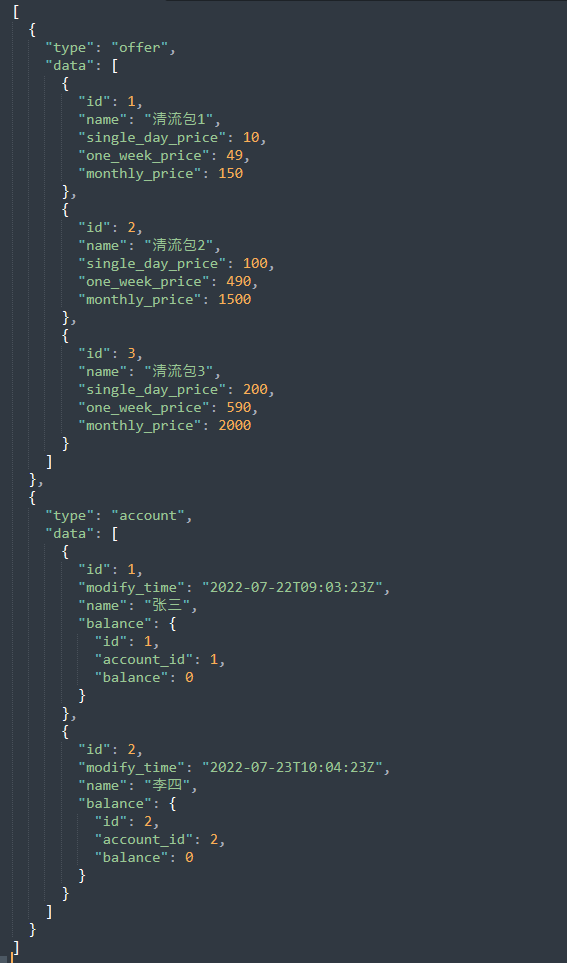 [
  {
    "type": "offer",
    "data": [
      {
        "id": 1,
        "name": "清流包1",
        "single_day_price": 10,
        "one_week_price": 49,
        "monthly_price": 150
      },
      {
        "id": 2,
        "name": "清流包2",
        "single_day_price": 100,
        "one_week_price": 490,
        "monthly_price": 1500
      },
      {
        "id": 3,
        "name": "清流包3",
        "single_day_price": 200,
        "one_week_price": 590,
        "monthly_price": 2000
      }
    ]
  },
  {
    "type": "account",
    "data": [
      {
        "id": 1,
        "modify_time": "2022-07-22T09:03:23Z",
        "name": "张三",
        "balance": {
          "id": 1,
          "account_id": 1,
          "balance": 0
        }
      },
      {
        "id": 2,
        "modify_time": "2022-07-23T10:04:23Z",
        "name": "李四",
        "balance": {
          "id": 2,
          "account_id": 2,
          "balance": 0
        }
      }
    ]
  }
]